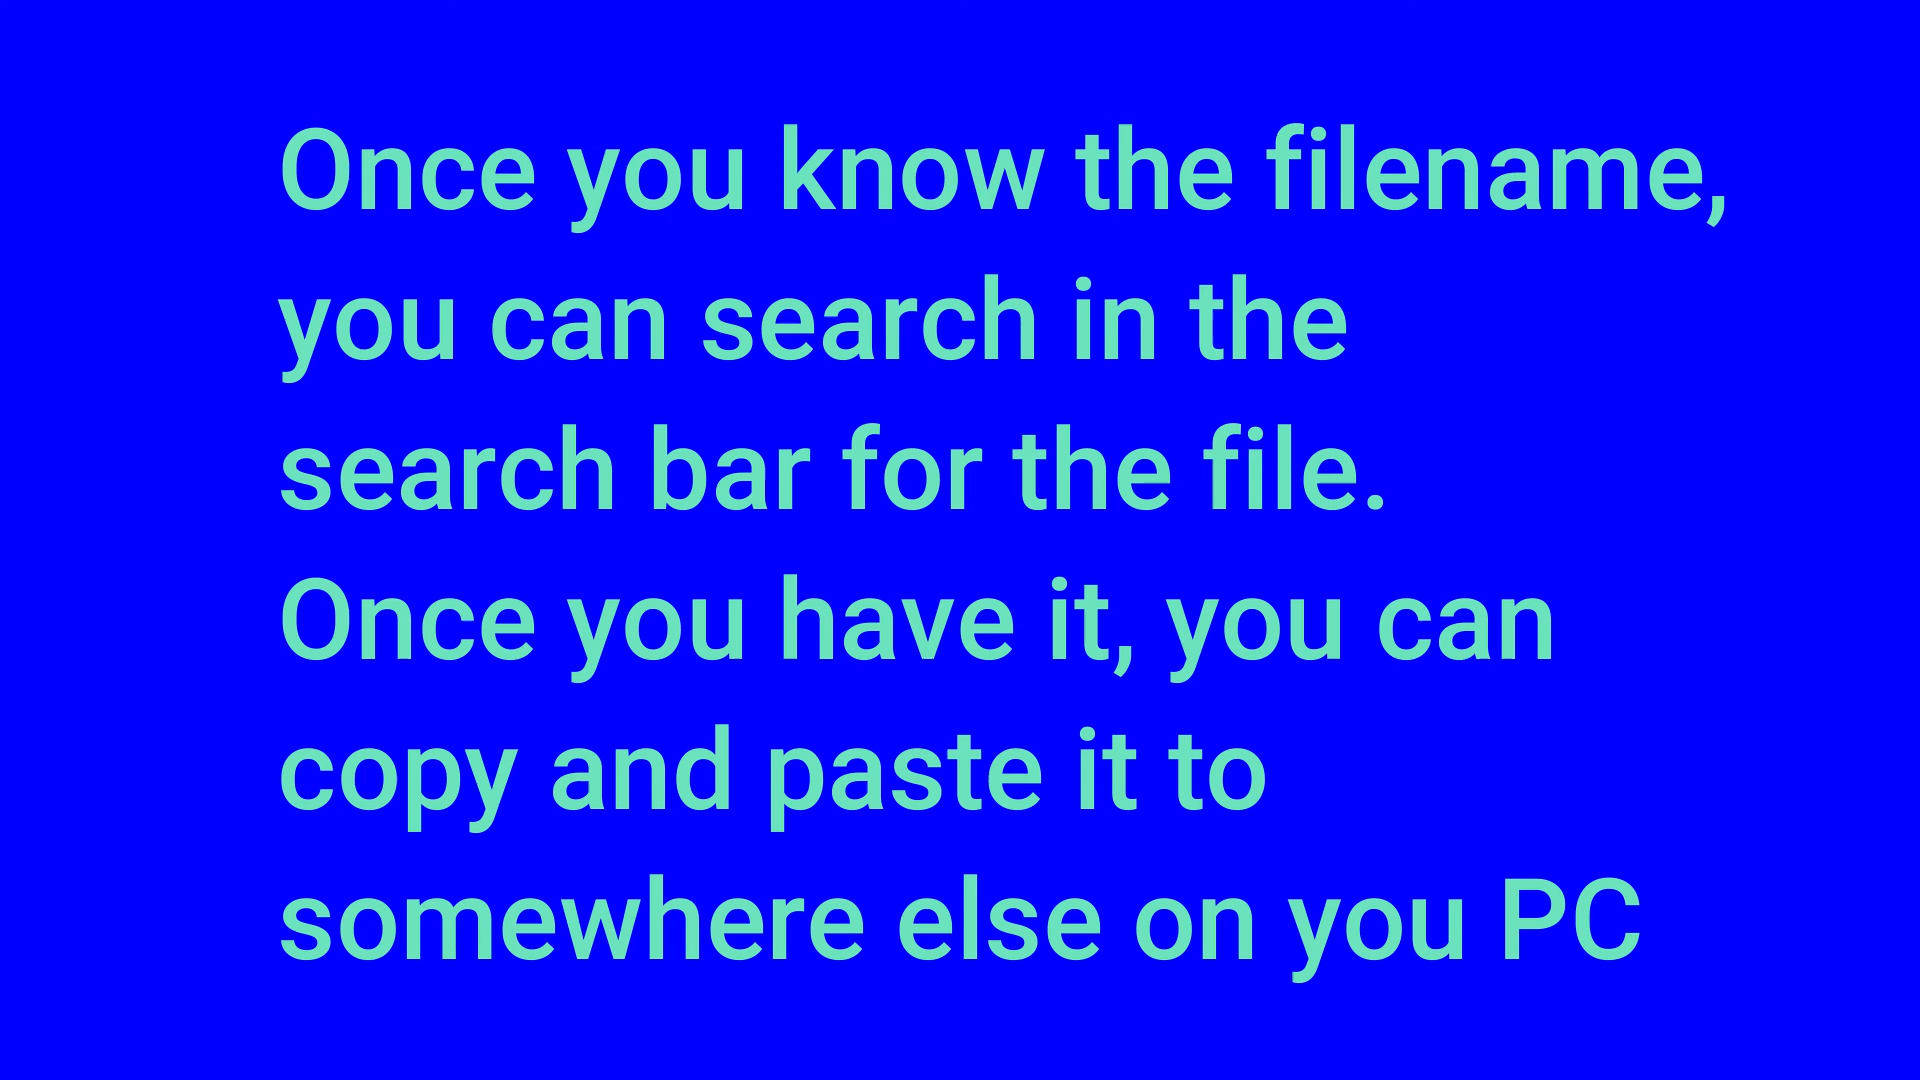 Once you know the filename,
you can search in the
search bar for the file.
Once you have it, you can
copy and paste it to
somewhere else on you PC